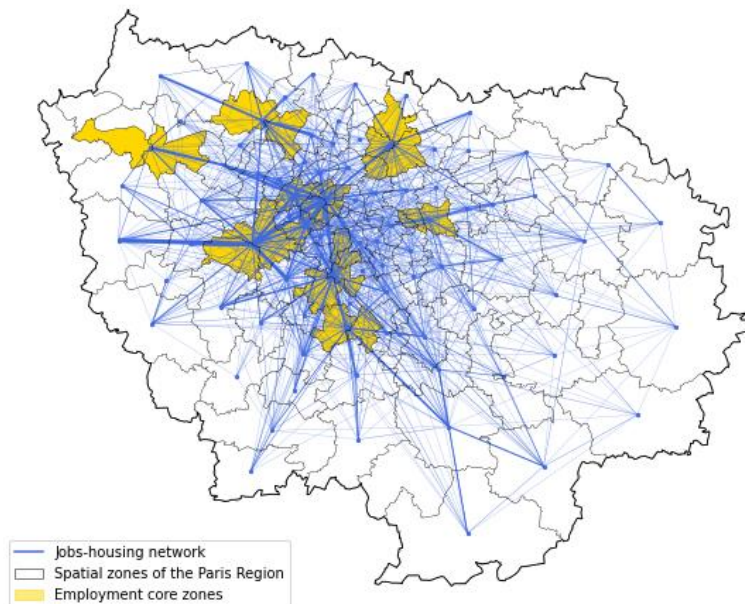 Jobs-housing network
Spatial zones of the Paris Region
Employment core zones